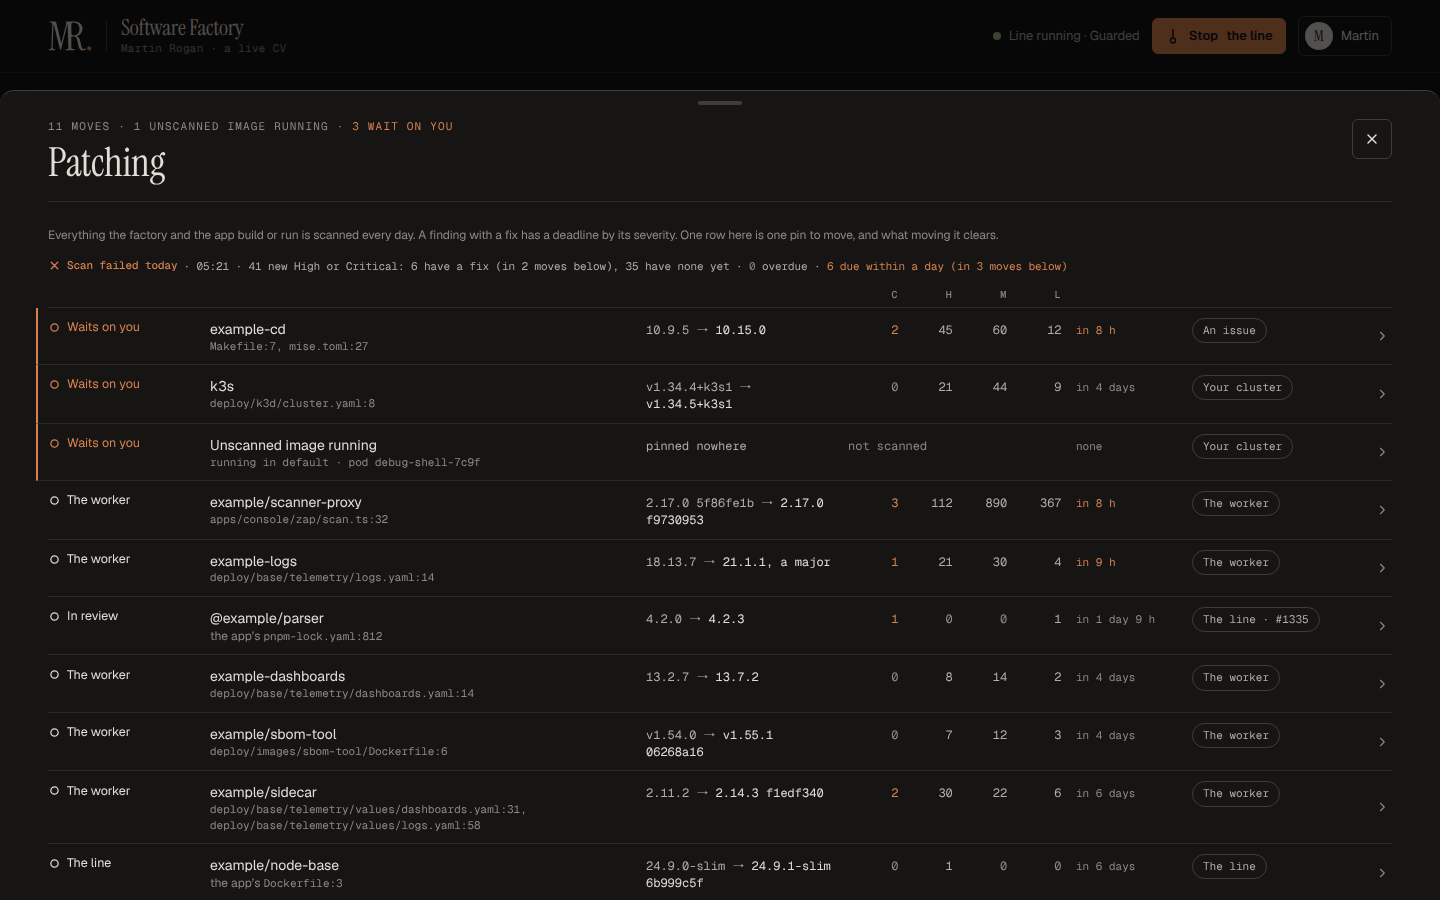 MR.
Software Factory
Martin Rogan · a live CV
Line running · Guarded
Stop the line
M
Martin
11 MOVES · 1 UNSCANNED IMAGE RUNNING · 3 WAIT ON YOU
Patching
Everything the factory and the app build or run is scanned every day. A finding with a fix has a deadline by its severity. One row here is one pin to move, and what moving it clears.
Scan failed today · 05:21 · 41 new High or Critical: 6 have a fix (in 2 moves below), 35 have none yet · 0 overdue · 6 due within a day (in 3 moves below)
C H M L
Waits on you example-cd 10.9.5 → 10.15.0 2 45 60 12 in 8 h An issue
Makefile:7, mise.toml:27
Waits on you k3s v1.34.4+k3s1 → 0 21 44 9 in 4 days Your cluster
deploy/k3d/cluster.yaml:8 v1.34.5+k3s1
Waits on you Unscanned image running pinned nowhere not scanned none Your cluster
running in default · pod debug-shell-7c9f
The worker example/scanner-proxy 2.17.0 5f86fe1b → 2.17.0 3 112 890 367 in 8 h The worker
apps/console/zap/scan.ts:32 f9730953
The worker example-logs 18.13.7 → 21.1.1, a major 1 21 30 4 in 9 h The worker
deploy/base/telemetry/logs.yaml:14
In review @example/parser 4.2.0 → 4.2.3 1 0 0 1 in 1 day 9 h The line · #1335
the app's pnpm-lock.yaml:812
The worker example-dashboards 13.2.7 → 13.7.2 0 8 14 2 in 4 days The worker
deploy/base/telemetry/dashboards.yaml:14
The worker example/sbom-tool v1.54.0 → v1.55.1 0 7 12 3 in 4 days The worker
deploy/images/sbom-tool/Dockerfile:6 06268a16
The worker example/sidecar 2.11.2 → 2.14.3 f1edf340 2 30 22 6 in 6 days The worker
deploy/base/telemetry/values/dashboards.yaml:31,
deploy/base/telemetry/values/logs.yaml:58
The line example/node-base 24.9.0-slim → 24.9.1-slim 0 1 0 0 in 6 days The line
the app's Dockerfile:3 6b999c5f